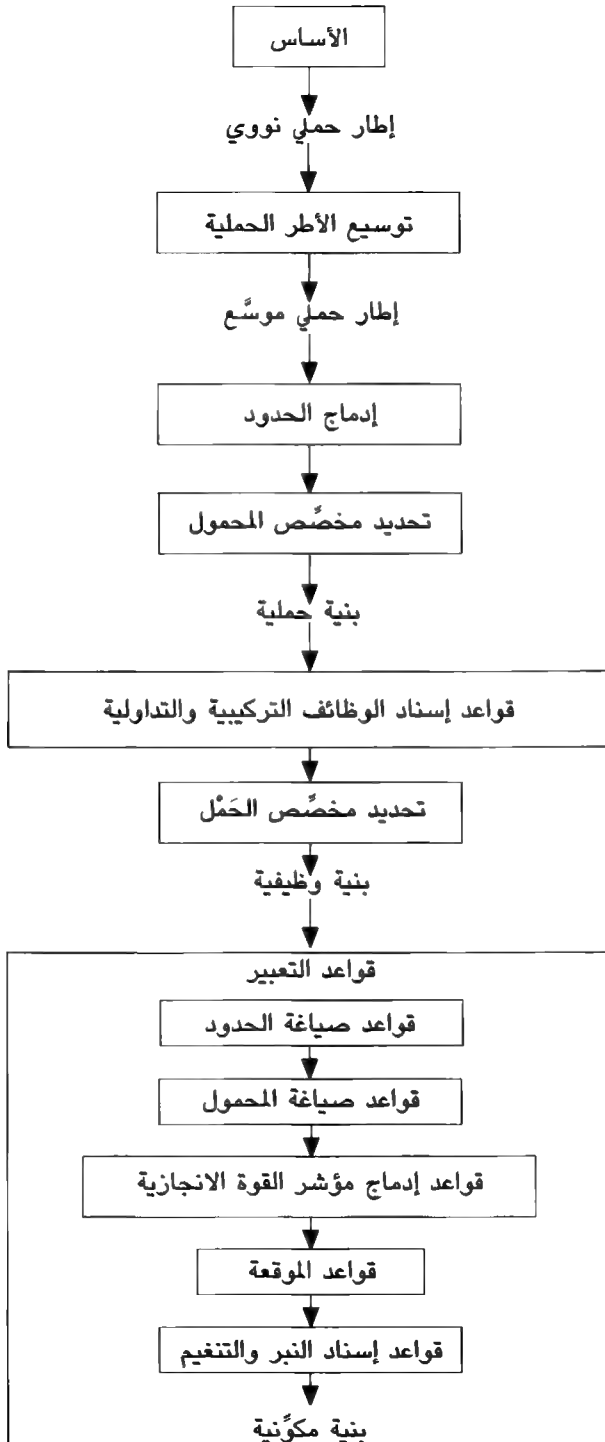 الأساس
إطار حملي نووي
توسيع الأطر الحملية
إطار حملي موسَّع
إدماج الحدود
تحديد مخصِّص المحمول
بنية حملية
قواعد إسناد الوظائف التركيبية والتداولية
تحديد مخصِّص الحَمْل
بنية وظيفية
قواعد التعبير
قواعد صياغة الحدود
قواعد صياغة المحمول
قواعد إدماج مؤشر القوة الانجازية
قواعد الموقعة
قواعد إسناد النبر والتنغيم
بنية مكوِّنية